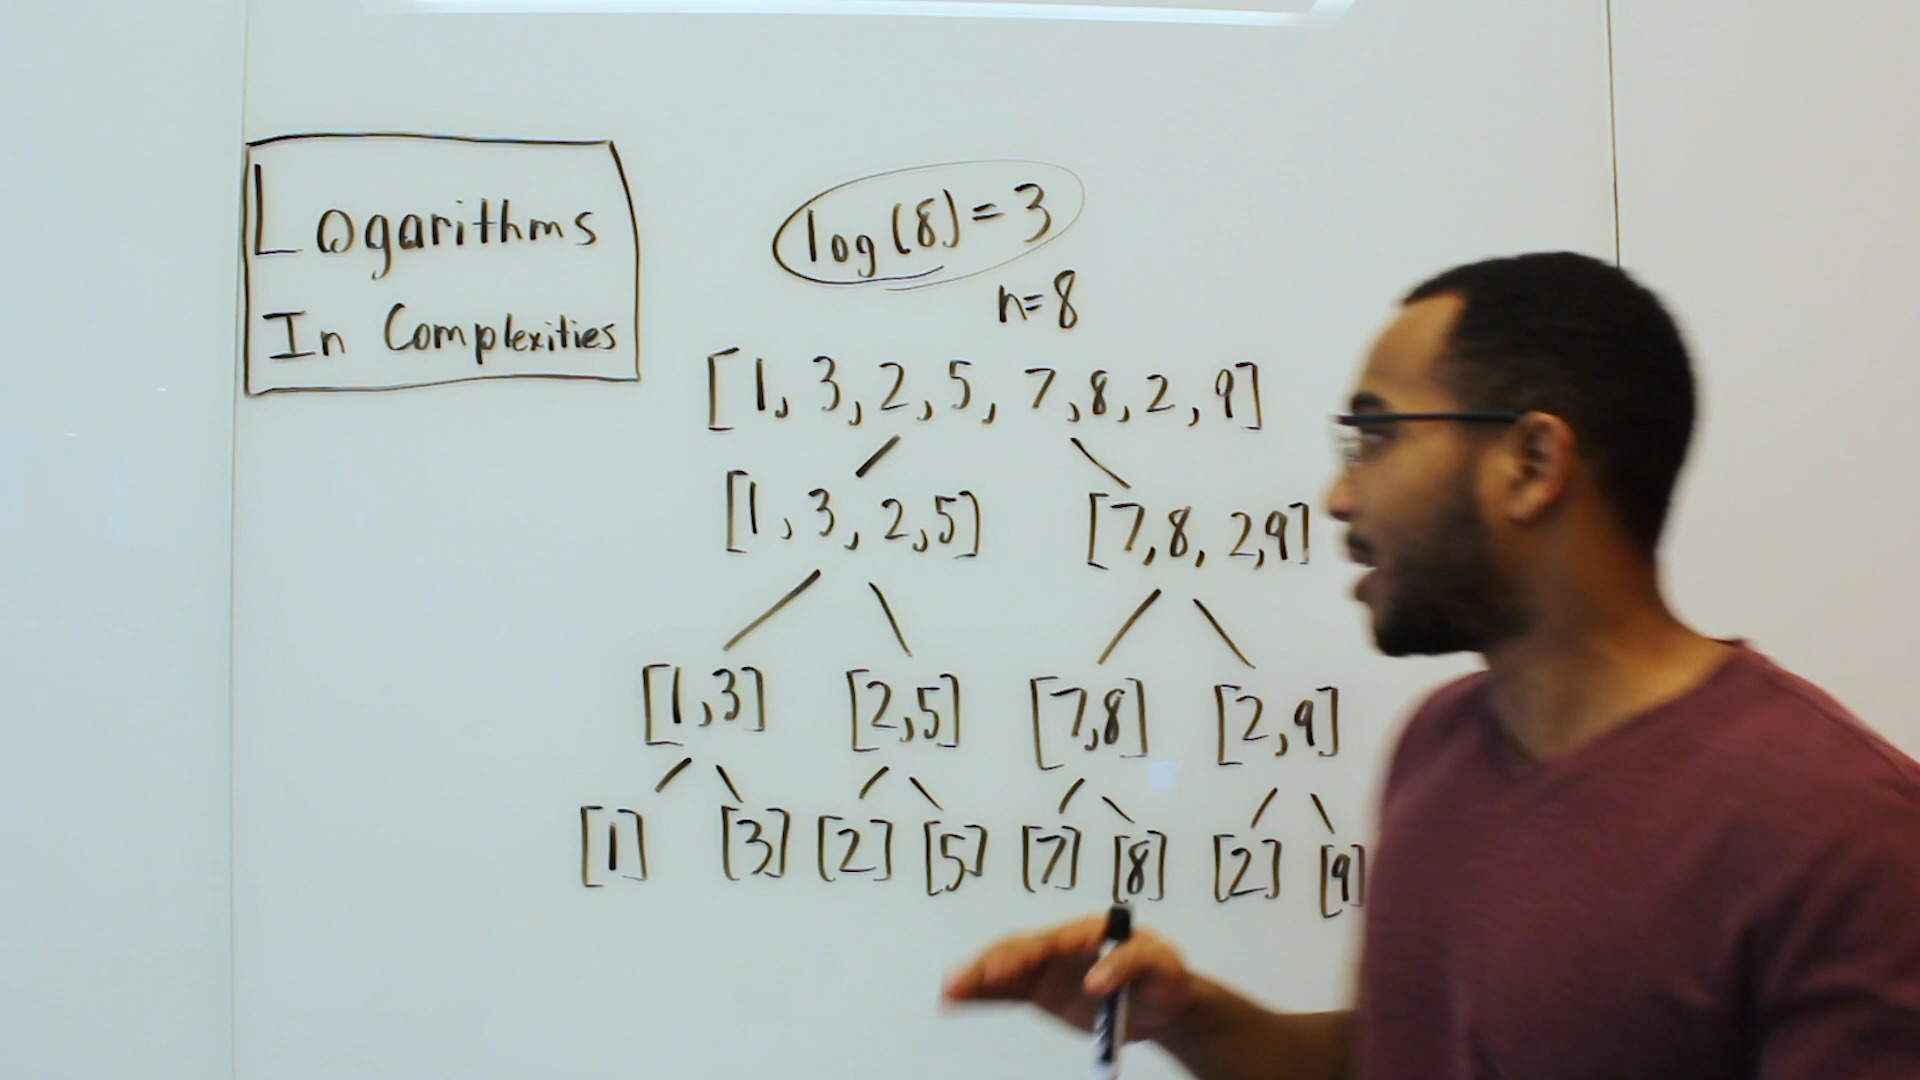 Logarithms
In Complexities
log(8)=3
n=8
[1, 3, 2, 5, 7, 8, 2, 9]
[1, 3, 2, 5] [7, 8, 2, 9]
[1, 3] [2, 5] [7, 8] [2, 9]
[1] [3] [2] [5] [7] [8] [2] [9]